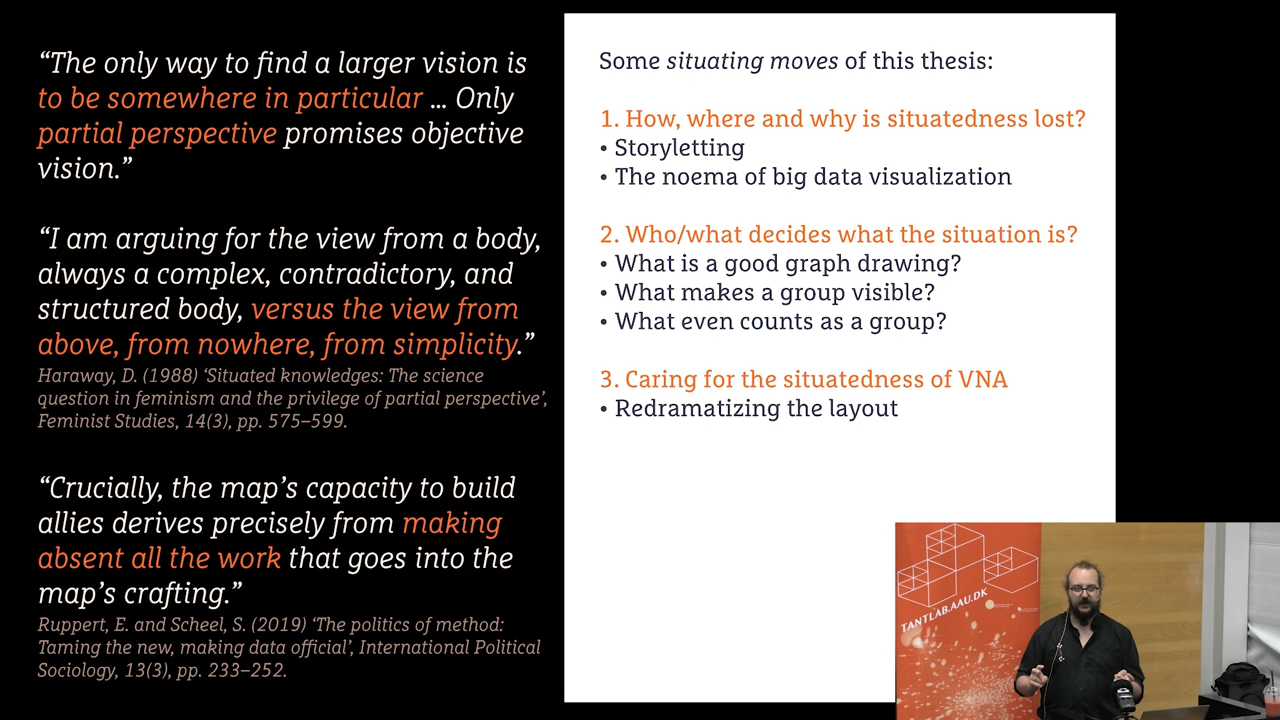 “The only way to find a larger vision is
to be somewhere in particular ... Only
partial perspective promises objective
vision.”
“I am arguing for the view from a body,
always a complex, contradictory, and
structured body, versus the view from
above, from nowhere, from simplicity.”
Haraway, D. (1988) ‘Situated knowledges: The science
question in feminism and the privilege of partial perspective’,
Feminist Studies, 14(3), pp. 575–599.
“Crucially, the map’s capacity to build
allies derives precisely from making
absent all the work that goes into the
map’s crafting.”
Ruppert, E. and Scheel, S. (2019) ‘The politics of method:
Taming the new, making data official’, International Political
Sociology, 13(3), pp. 233–252.
Some situating moves of this thesis:
1. How, where and why is situatedness lost?
• Storyletting
• The noema of big data visualization
2. Who/what decides what the situation is?
• What is a good graph drawing?
• What makes a group visible?
• What even counts as a group?
3. Caring for the situatedness of VNA
• Redramatizing the layout
TANTLAB.AAU.DK